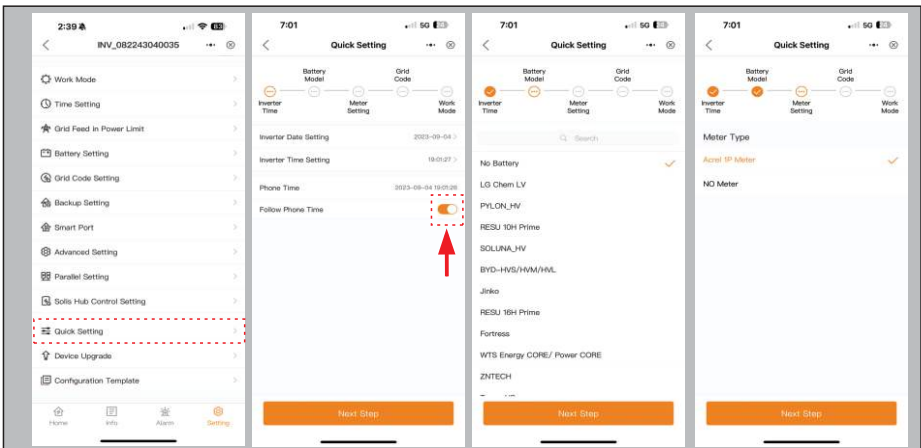 2:39
63
INV_082243040035
Work Mode
Time Setting
Grid Feed in Power Limit
Battery Setting
Grid Code Setting
Backup Setting
Smart Port
Advanced Setting
Parallel Setting
Solis Hub Control Setting
Quick Setting
Device Upgrade
Configuration Template
Home
Info
Alarm
Setting
7:01
5G
Quick Setting
Battery
Model
Grid
Code
Inverter
Time
Meter
Setting
Work
Mode
Inverter Date Setting
2023-09-04
Inverter Time Setting
19:01:27
Phone Time
2023-09-04 19:01:26
Follow Phone Time
Next Step
7:01
5G
Quick Setting
Battery
Model
Grid
Code
Inverter
Time
Meter
Setting
Work
Mode
Search
No Battery
LG Chem LV
PYLON_HV
RESU 10H Prime
SOLUNA_HV
BYD-HVS/HVM/HVL
Jinko
RESU 16H Prime
Fortress
WTS Energy CORE/ Power CORE
ZNTECH
Next Step
7:01
5G
Quick Setting
Battery
Model
Grid
Code
Inverter
Time
Meter
Setting
Work
Mode
Meter Type
Acrel 1P Meter
NO Meter
Next Step